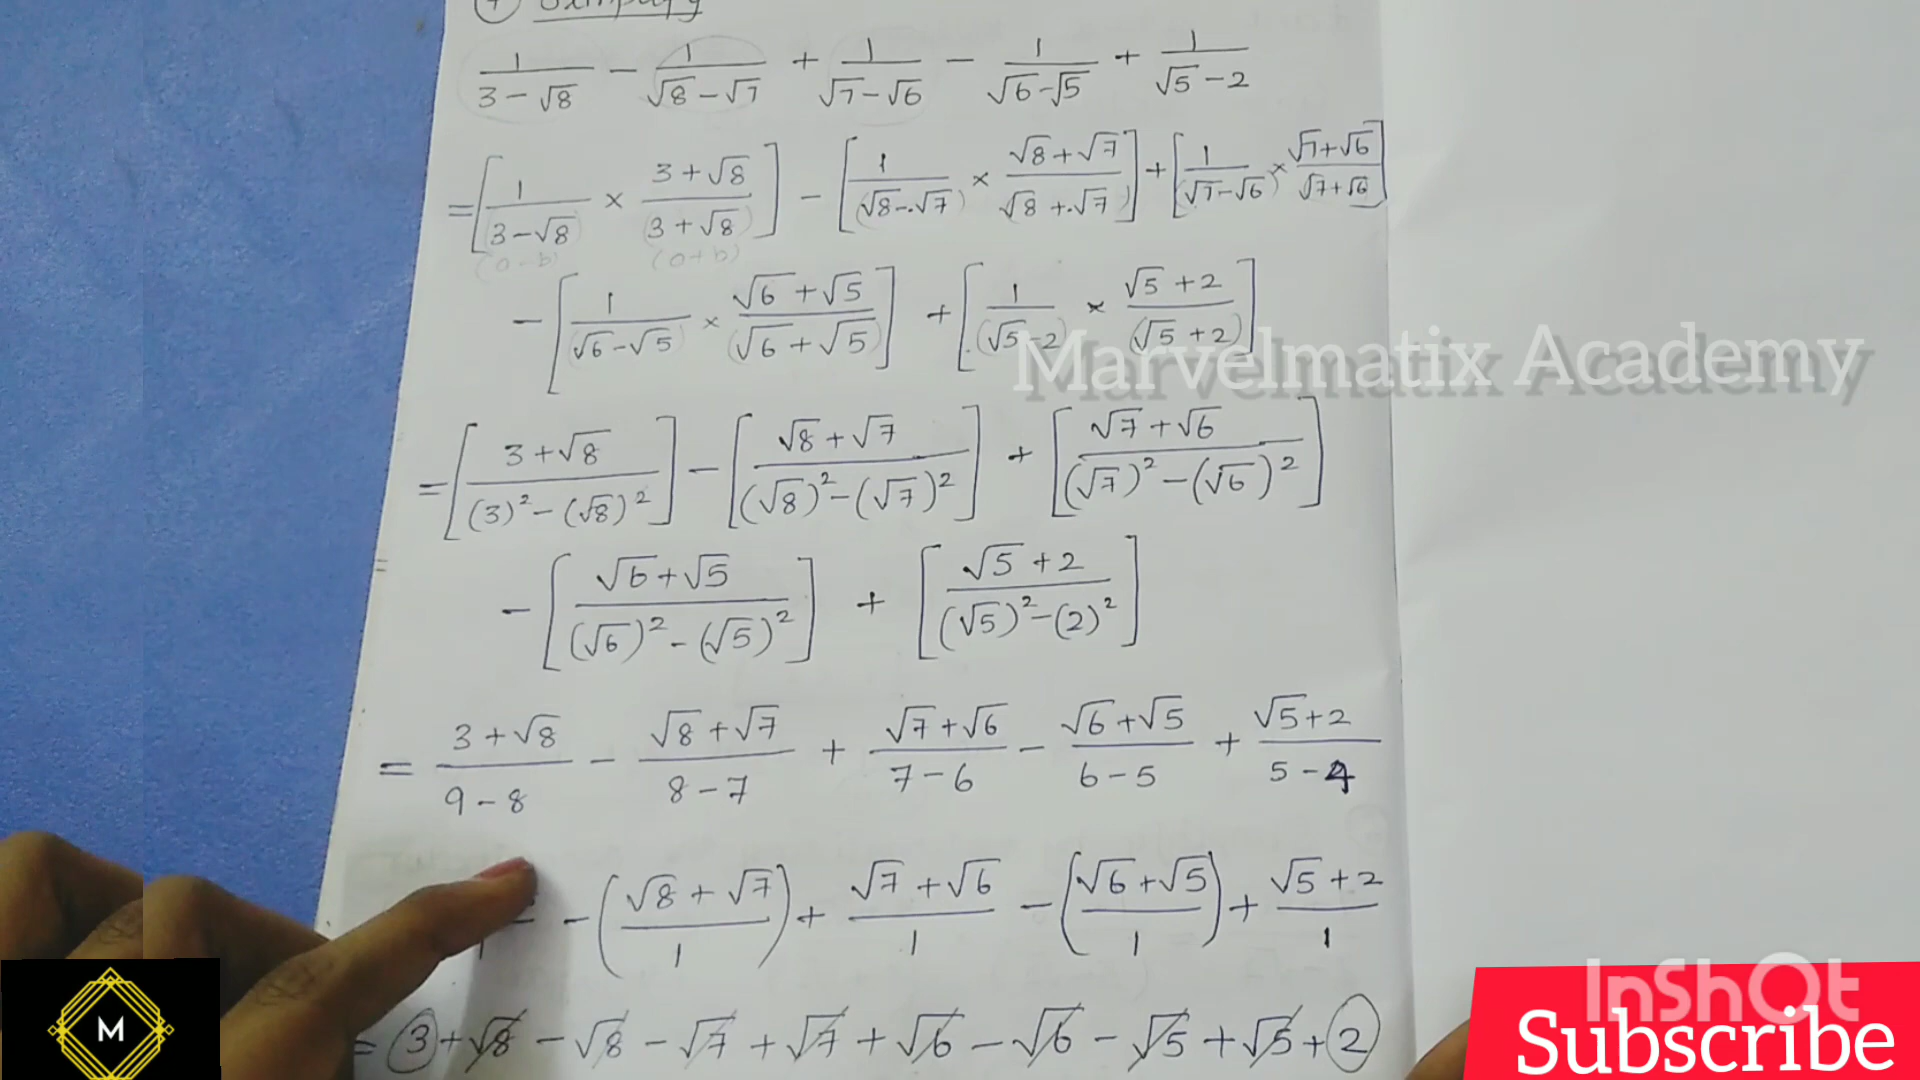 Simplify
1/(3-√8) - 1/(√8-√7) + 1/(√7-√6) - 1/(√6-√5) + 1/(√5-2)
= [1/(3-√8) × (3+√8)/(3+√8)] - [1/(√8-√7) × (√8+√7)/(√8+√7)] + [1/(√7-√6) × (√7+√6)/(√7+√6)]
(a-b) (a+b)
- [1/(√6-√5) × (√6+√5)/(√6+√5)] + [1/(√5-2) × (√5+2)/(√5+2)]
Marvelmatix Academy
= [(3+√8)/((3)²-(√8)²)] - [(√8+√7)/((√8)²-(√7)²)] + [(√7+√6)/((√7)²-(√6)²)]
=
- [(√6+√5)/((√6)²-(√5)²)] + [(√5+2)/((√5)²-(2)²)]
= (3+√8)/(9-8) - (√8+√7)/(8-7) + (√7+√6)/(7-6) - (√6+√5)/(6-5) + (√5+2)/(5-4)
- ((√8+√7)/1) + (√7+√6)/1 - ((√6+√5)/1) + (√5+2)/1
= 3 + √8 - √8 - √7 + √7 + √6 - √6 - √5 + √5 + 2
M
InShOt
Subscribe